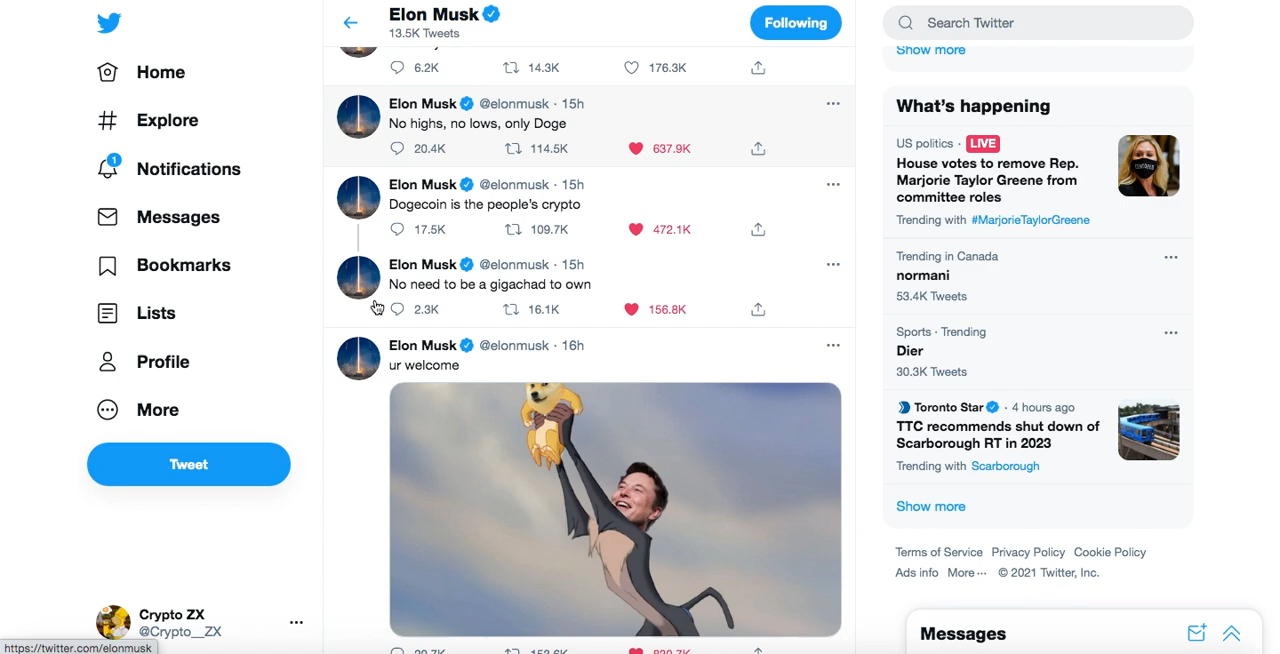 Home
Explore
1
Notifications
Messages
Bookmarks
Lists
Profile
More
Tweet
Crypto ZX
@Crypto__ZX
https://twitter.com/elonmusk
Elon Musk
13.5K Tweets
Following
6.2K 14.3K 176.3K
Elon Musk @elonmusk · 15h
No highs, no lows, only Doge
20.4K 114.5K 637.9K
Elon Musk @elonmusk · 15h
Dogecoin is the people's crypto
17.5K 109.7K 472.1K
Elon Musk @elonmusk · 15h
No need to be a gigachad to own
2.3K 16.1K 156.8K
Elon Musk @elonmusk · 16h
ur welcome
Search Twitter
Show more
What's happening
US politics · LIVE
House votes to remove Rep.
Marjorie Taylor Greene from
committee roles
Trending with #MarjorieTaylorGreene
Trending in Canada
normani
53.4K Tweets
Sports · Trending
Dier
30.3K Tweets
Toronto Star · 4 hours ago
TTC recommends shut down of
Scarborough RT in 2023
Trending with Scarborough
Show more
Terms of Service Privacy Policy Cookie Policy
Ads info More ··· © 2021 Twitter, Inc.
Messages